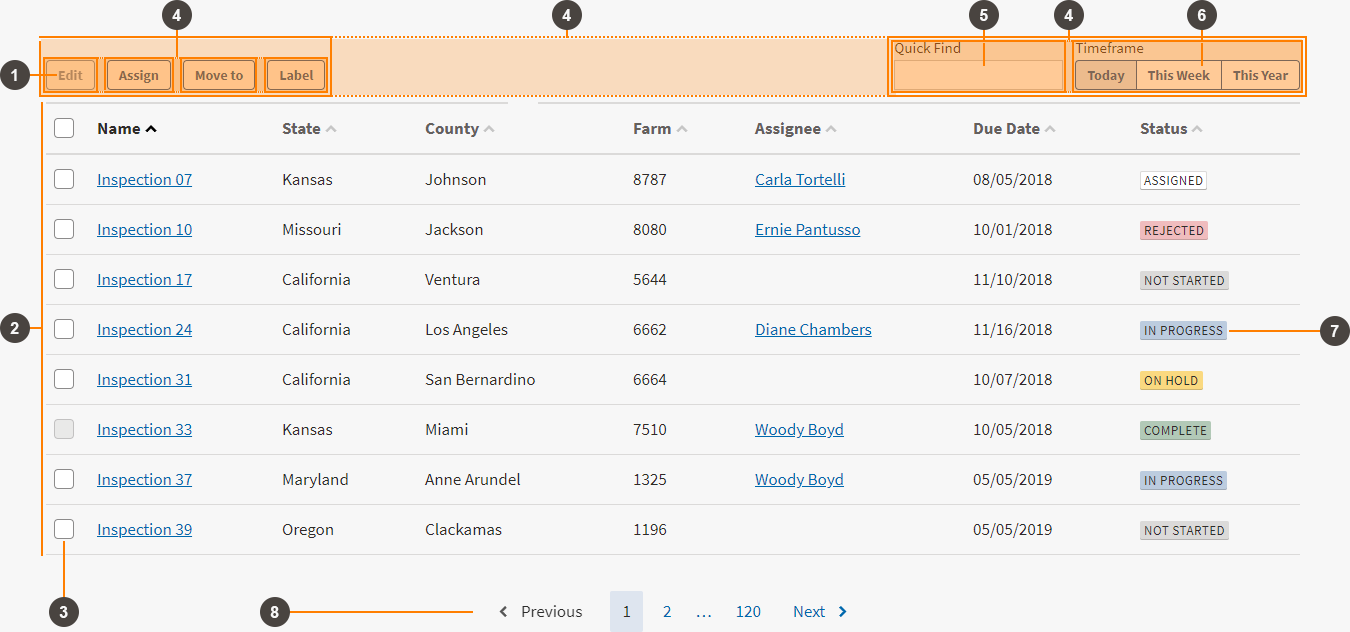 4 4 5 4 6
Quick Find Timeframe
1 Edit Assign Move to Label Today This Week This Year
Name State County Farm Assignee Due Date Status
Inspection 07 Kansas Johnson 8787 Carla Tortelli 08/05/2018 ASSIGNED
Inspection 10 Missouri Jackson 8080 Ernie Pantusso 10/01/2018 REJECTED
Inspection 17 California Ventura 5644 11/10/2018 NOT STARTED
2 Inspection 24 California Los Angeles 6662 Diane Chambers 11/16/2018 IN PROGRESS 7
Inspection 31 California San Bernardino 6664 10/07/2018 ON HOLD
Inspection 33 Kansas Miami 7510 Woody Boyd 10/05/2018 COMPLETE
Inspection 37 Maryland Anne Arundel 1325 Woody Boyd 05/05/2019 IN PROGRESS
Inspection 39 Oregon Clackamas 1196 05/05/2019 NOT STARTED
3 8 Previous 1 2 ... 120 Next